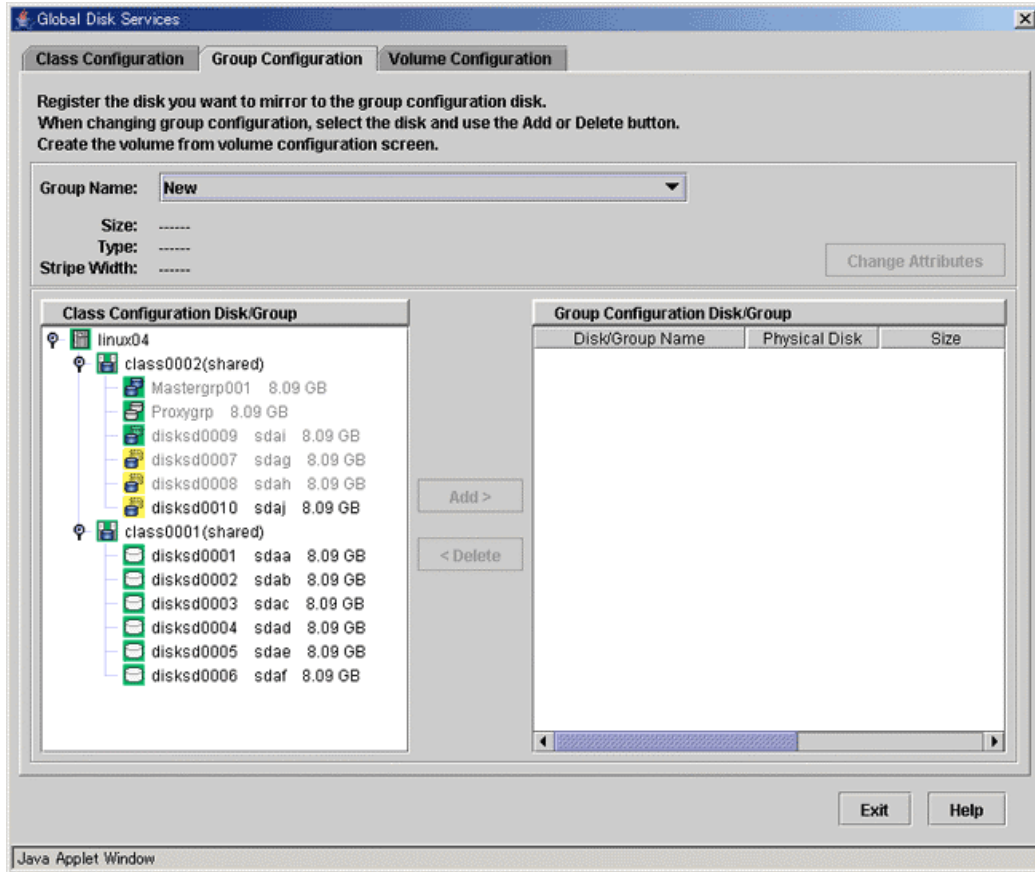 Global Disk Services
Class Configuration Group Configuration Volume Configuration
Register the disk you want to mirror to the group configuration disk.
When changing group configuration, select the disk and use the Add or Delete button.
Create the volume from volume configuration screen.
Group Name: New
Size: ------
Type: ------
Stripe Width: ------
Change Attributes
Class Configuration Disk/Group
linux04
class0002(shared)
Mastergrp001 8.09 GB
Proxygrp 8.09 GB
disksd0009 sdai 8.09 GB
disksd0007 sdag 8.09 GB
disksd0008 sdah 8.09 GB
disksd0010 sdaj 8.09 GB
class0001(shared)
disksd0001 sdaa 8.09 GB
disksd0002 sdab 8.09 GB
disksd0003 sdac 8.09 GB
disksd0004 sdad 8.09 GB
disksd0005 sdae 8.09 GB
disksd0006 sdaf 8.09 GB
Add >
< Delete
Group Configuration Disk/Group
Disk/Group Name Physical Disk Size
Exit Help
Java Applet Window